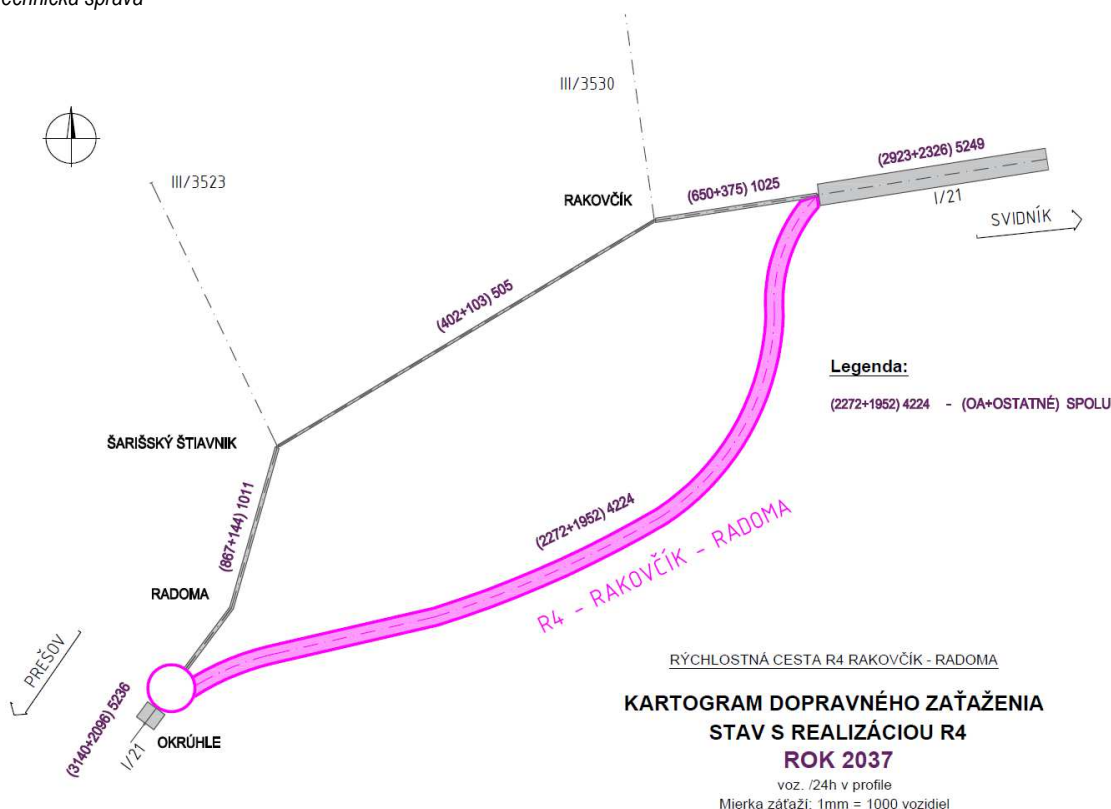 echnická správa
III/3530
III/3523
(2923+2326) 5249
I/21
SVIDNÍK
(650+375) 1025
RAKOVČÍK
(402+103) 505
Legenda:
(2272+1952) 4224 - (OA+OSTATNÉ) SPOLU
ŠARIŠSKÝ ŠTIAVNIK
(867+144) 1011
(2272+1952) 4224
R4 - RAKOVČÍK - RADOMA
RADOMA
PREŠOV
(3140+2096) 5236
I/21
OKRÚHLE
RÝCHLOSTNÁ CESTA R4 RAKOVČÍK - RADOMA
KARTOGRAM DOPRAVNÉHO ZAŤAŽENIA
STAV S REALIZÁCIOU R4
ROK 2037
voz. /24h v profile
Mierka záťaží: 1mm = 1000 vozidiel